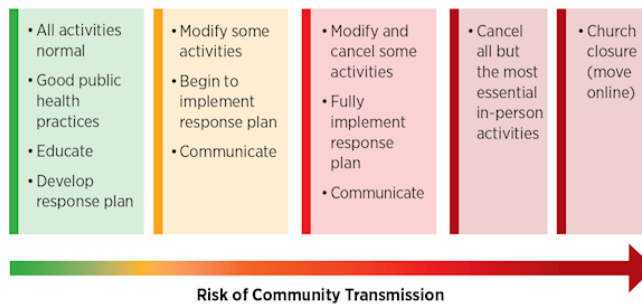 • All activities
normal
• Good public
health
practices
• Educate
• Develop
response plan
• Modify some
activities
• Begin to
implement
response plan
• Communicate
• Modify and
cancel some
activities
• Fully
implement
response
plan
• Communicate
• Cancel
all but
the most
essential
in-person
activities
• Church
closure
(move
online)
Risk of Community Transmission